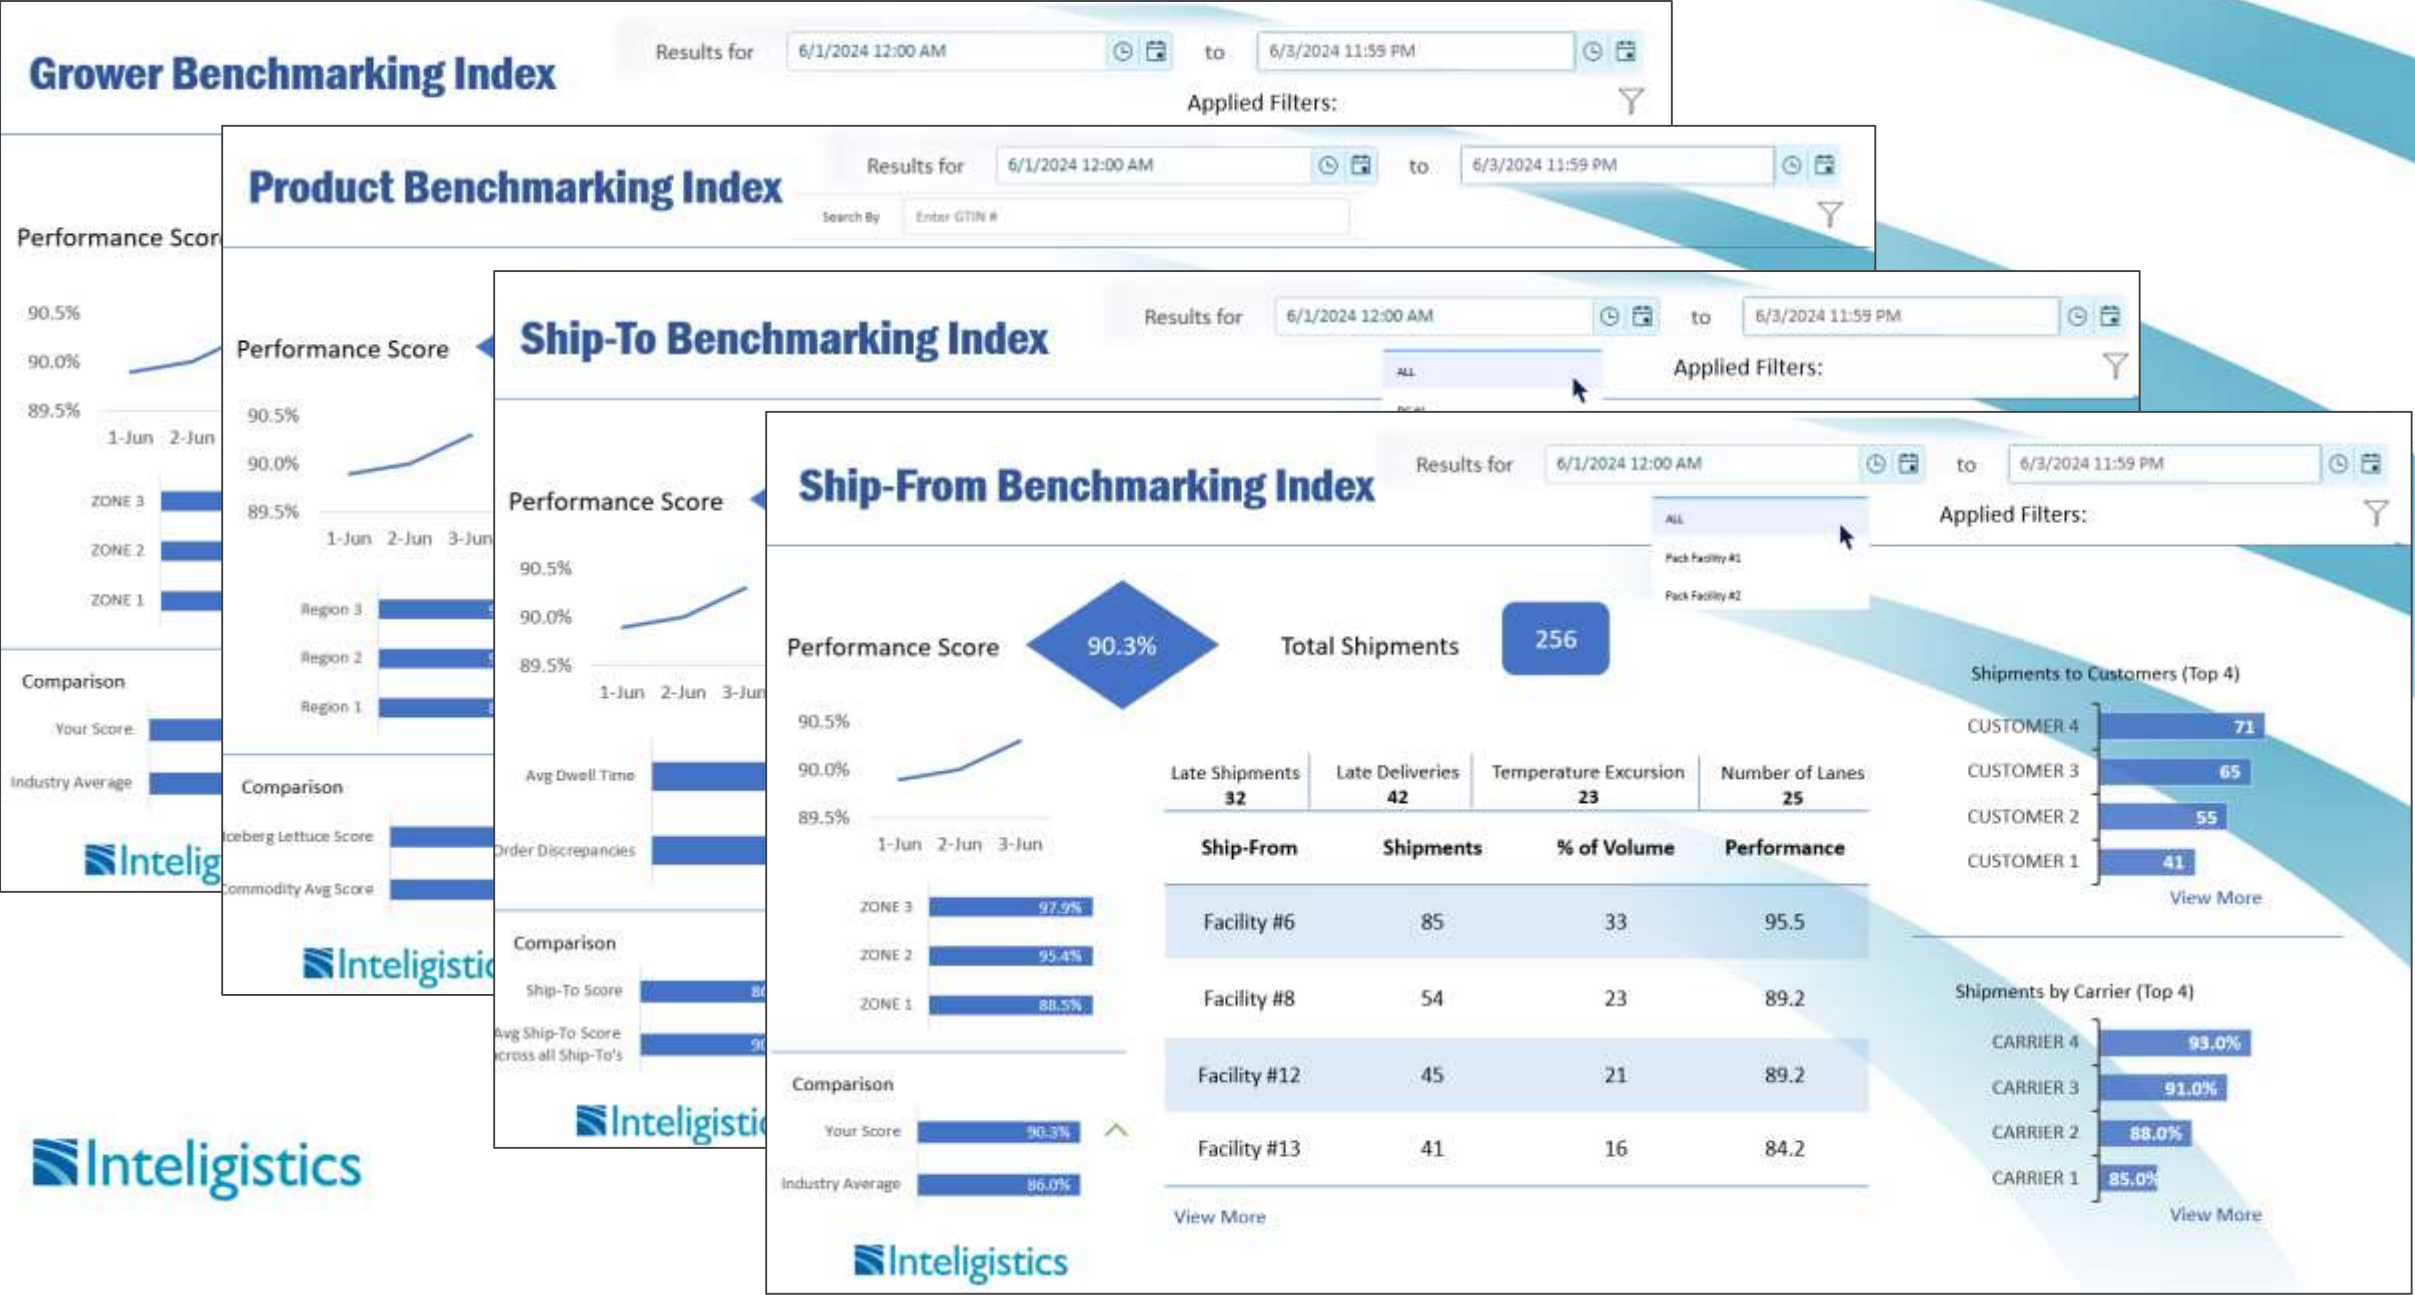 Grower Benchmarking Index
Results for 6/1/2024 12:00 AM to 6/3/2024 11:59 PM
Applied Filters:
Performance Scor
90.5%
90.0%
89.5%
1-Jun 2-Jun
ZONE 3
ZONE 2
ZONE 1
Comparison
Your Score
Industry Average
Intelig
Product Benchmarking Index
Results for 6/1/2024 12:00 AM to 6/3/2024 11:59 PM
Search By Enter GTIN #
Performance Score
90.5%
90.0%
89.5%
1-Jun 2-Jun 3-Jun
Region 3
Region 2
Region 1
Comparison
Iceberg Lettuce Score
Commodity Avg Score
Inteligistic
Ship-To Benchmarking Index
Results for 6/1/2024 12:00 AM to 6/3/2024 11:59 PM
ALL
Applied Filters:
Performance Score
90.5%
90.0%
89.5%
1-Jun 2-Jun 3-Jun
Avg Dwell Time
Order Discrepancies
Comparison
Ship-To Score
Avg Ship-To Score
across all Ship-To's
Inteligistic
Ship-From Benchmarking Index
Results for 6/1/2024 12:00 AM to 6/3/2024 11:59 PM
ALL
Pack Facility #1
Pack Facility #2
Applied Filters:
Performance Score 90.3%
Total Shipments 256
90.5%
90.0%
89.5%
1-Jun 2-Jun 3-Jun
ZONE 3 97.9%
ZONE 2 95.4%
ZONE 1 88.5%
Comparison
Your Score 90.3%
Industry Average 86.0%
Inteligistics
Late Shipments Late Deliveries Temperature Excursion Number of Lanes
32 42 23 25
Ship-From Shipments % of Volume Performance
Facility #6 85 33 95.5
Facility #8 54 23 89.2
Facility #12 45 21 89.2
Facility #13 41 16 84.2
View More
Shipments to Customers (Top 4)
CUSTOMER 4 71
CUSTOMER 3 65
CUSTOMER 2 55
CUSTOMER 1 41
View More
Shipments by Carrier (Top 4)
CARRIER 4 93.0%
CARRIER 3 91.0%
CARRIER 2 88.0%
CARRIER 1 85.0%
View More
Inteligistics